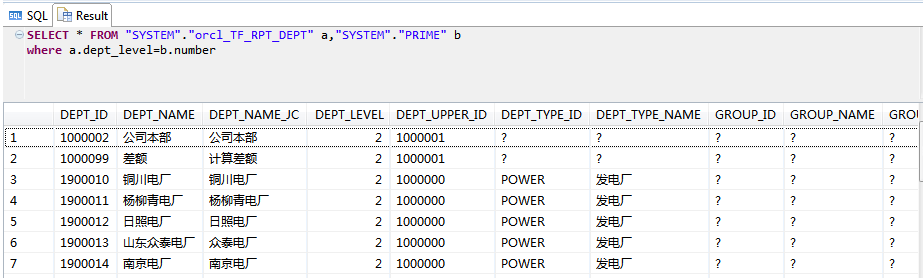 SQL Result
SELECT * FROM "SYSTEM"."orcl_TF_RPT_DEPT" a,"SYSTEM"."PRIME" b
where a.dept_level=b.number
DEPT_ID DEPT_NAME DEPT_NAME_JC DEPT_LEVEL DEPT_UPPER_ID DEPT_TYPE_ID DEPT_TYPE_NAME GROUP_ID GROUP_NAME GROU
1 1000002 公司本部 公司本部 2 1000001 ? ? ? ? ?
2 1000099 差额 计算差额 2 1000001 ? ? ? ? ?
3 1900010 铜川电厂 铜川电厂 2 1000000 POWER 发电厂 ? ? ?
4 1900011 杨柳青电厂 杨柳青电厂 2 1000000 POWER 发电厂 ? ? ?
5 1900012 日照电厂 日照电厂 2 1000000 POWER 发电厂 ? ? ?
6 1900013 山东众泰电厂 众泰电厂 2 1000000 POWER 发电厂 ? ? ?
7 1900014 南京电厂 南京电厂 2 1000000 POWER 发电厂 ? ? ?